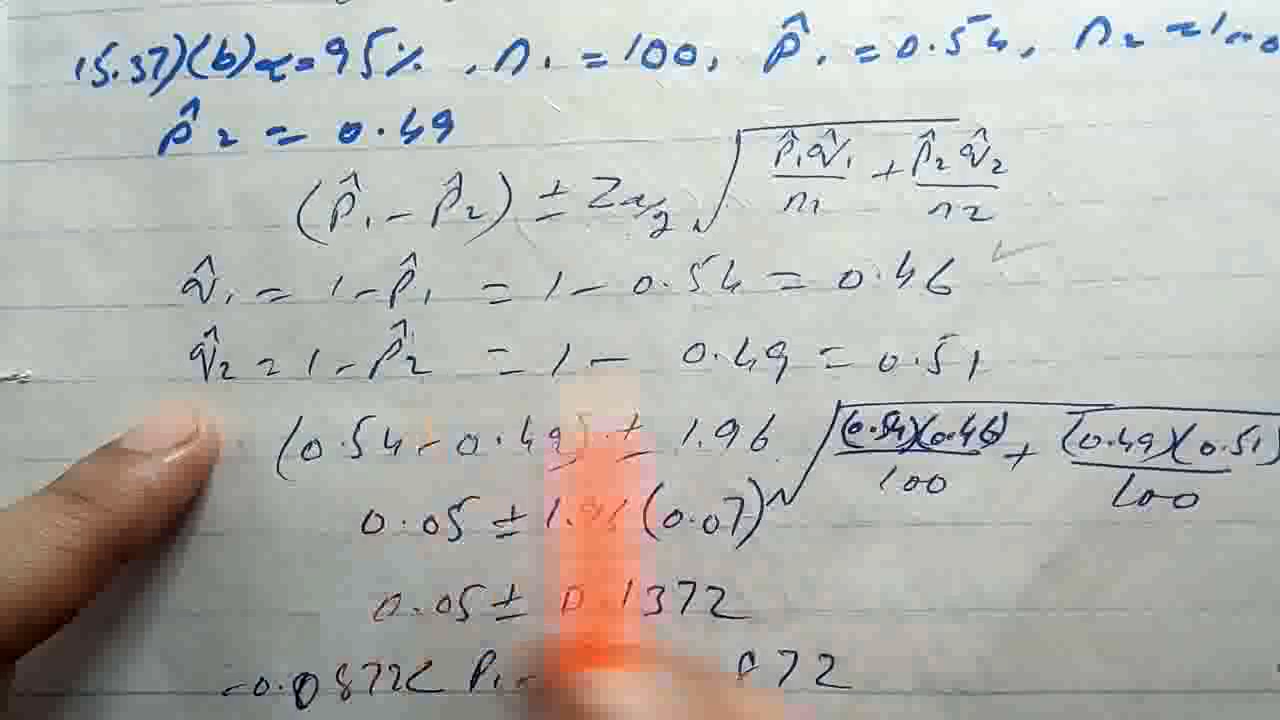 15.37)(b) α = 95%, n₁ = 100, p̂₁ = 0.54, n₂ = 100
p̂₂ = 0.49
(p̂₁ - p̂₂) ± Zα/2 √(p̂₁q̂₁/n₁ + p̂₂q̂₂/n₂)
q̂₁ = 1 - p̂₁ = 1 - 0.54 = 0.46
q̂₂ = 1 - p̂₂ = 1 - 0.49 = 0.51
(0.54 - 0.49) ± 1.96 √((0.54)(0.46)/100 + (0.49)(0.51)/100)
0.05 ± 1.96 (0.07)
0.05 ± 0.1372
-0.0872 < P₁ - 872